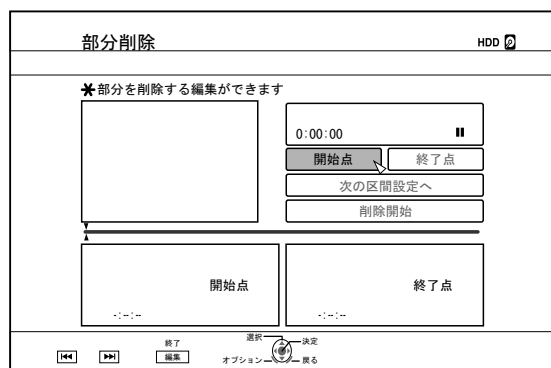 部分削除
HDD
部分を削除する編集ができます
0:00:00
開始点
終了点
次の区間設定へ
削除開始
開始点
-:--:--
終了点
-:--:--
終了
編集
選択
決定
オプション
戻る